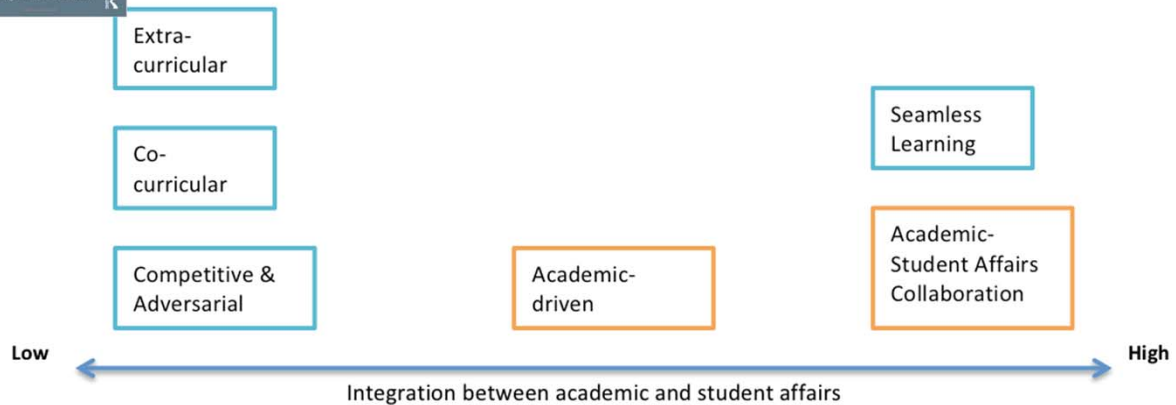 Extra-
curricular
Co-
curricular
Competitive &
Adversarial
Academic-
driven
Seamless
Learning
Academic-
Student Affairs
Collaboration
Low
High
Integration between academic and student affairs